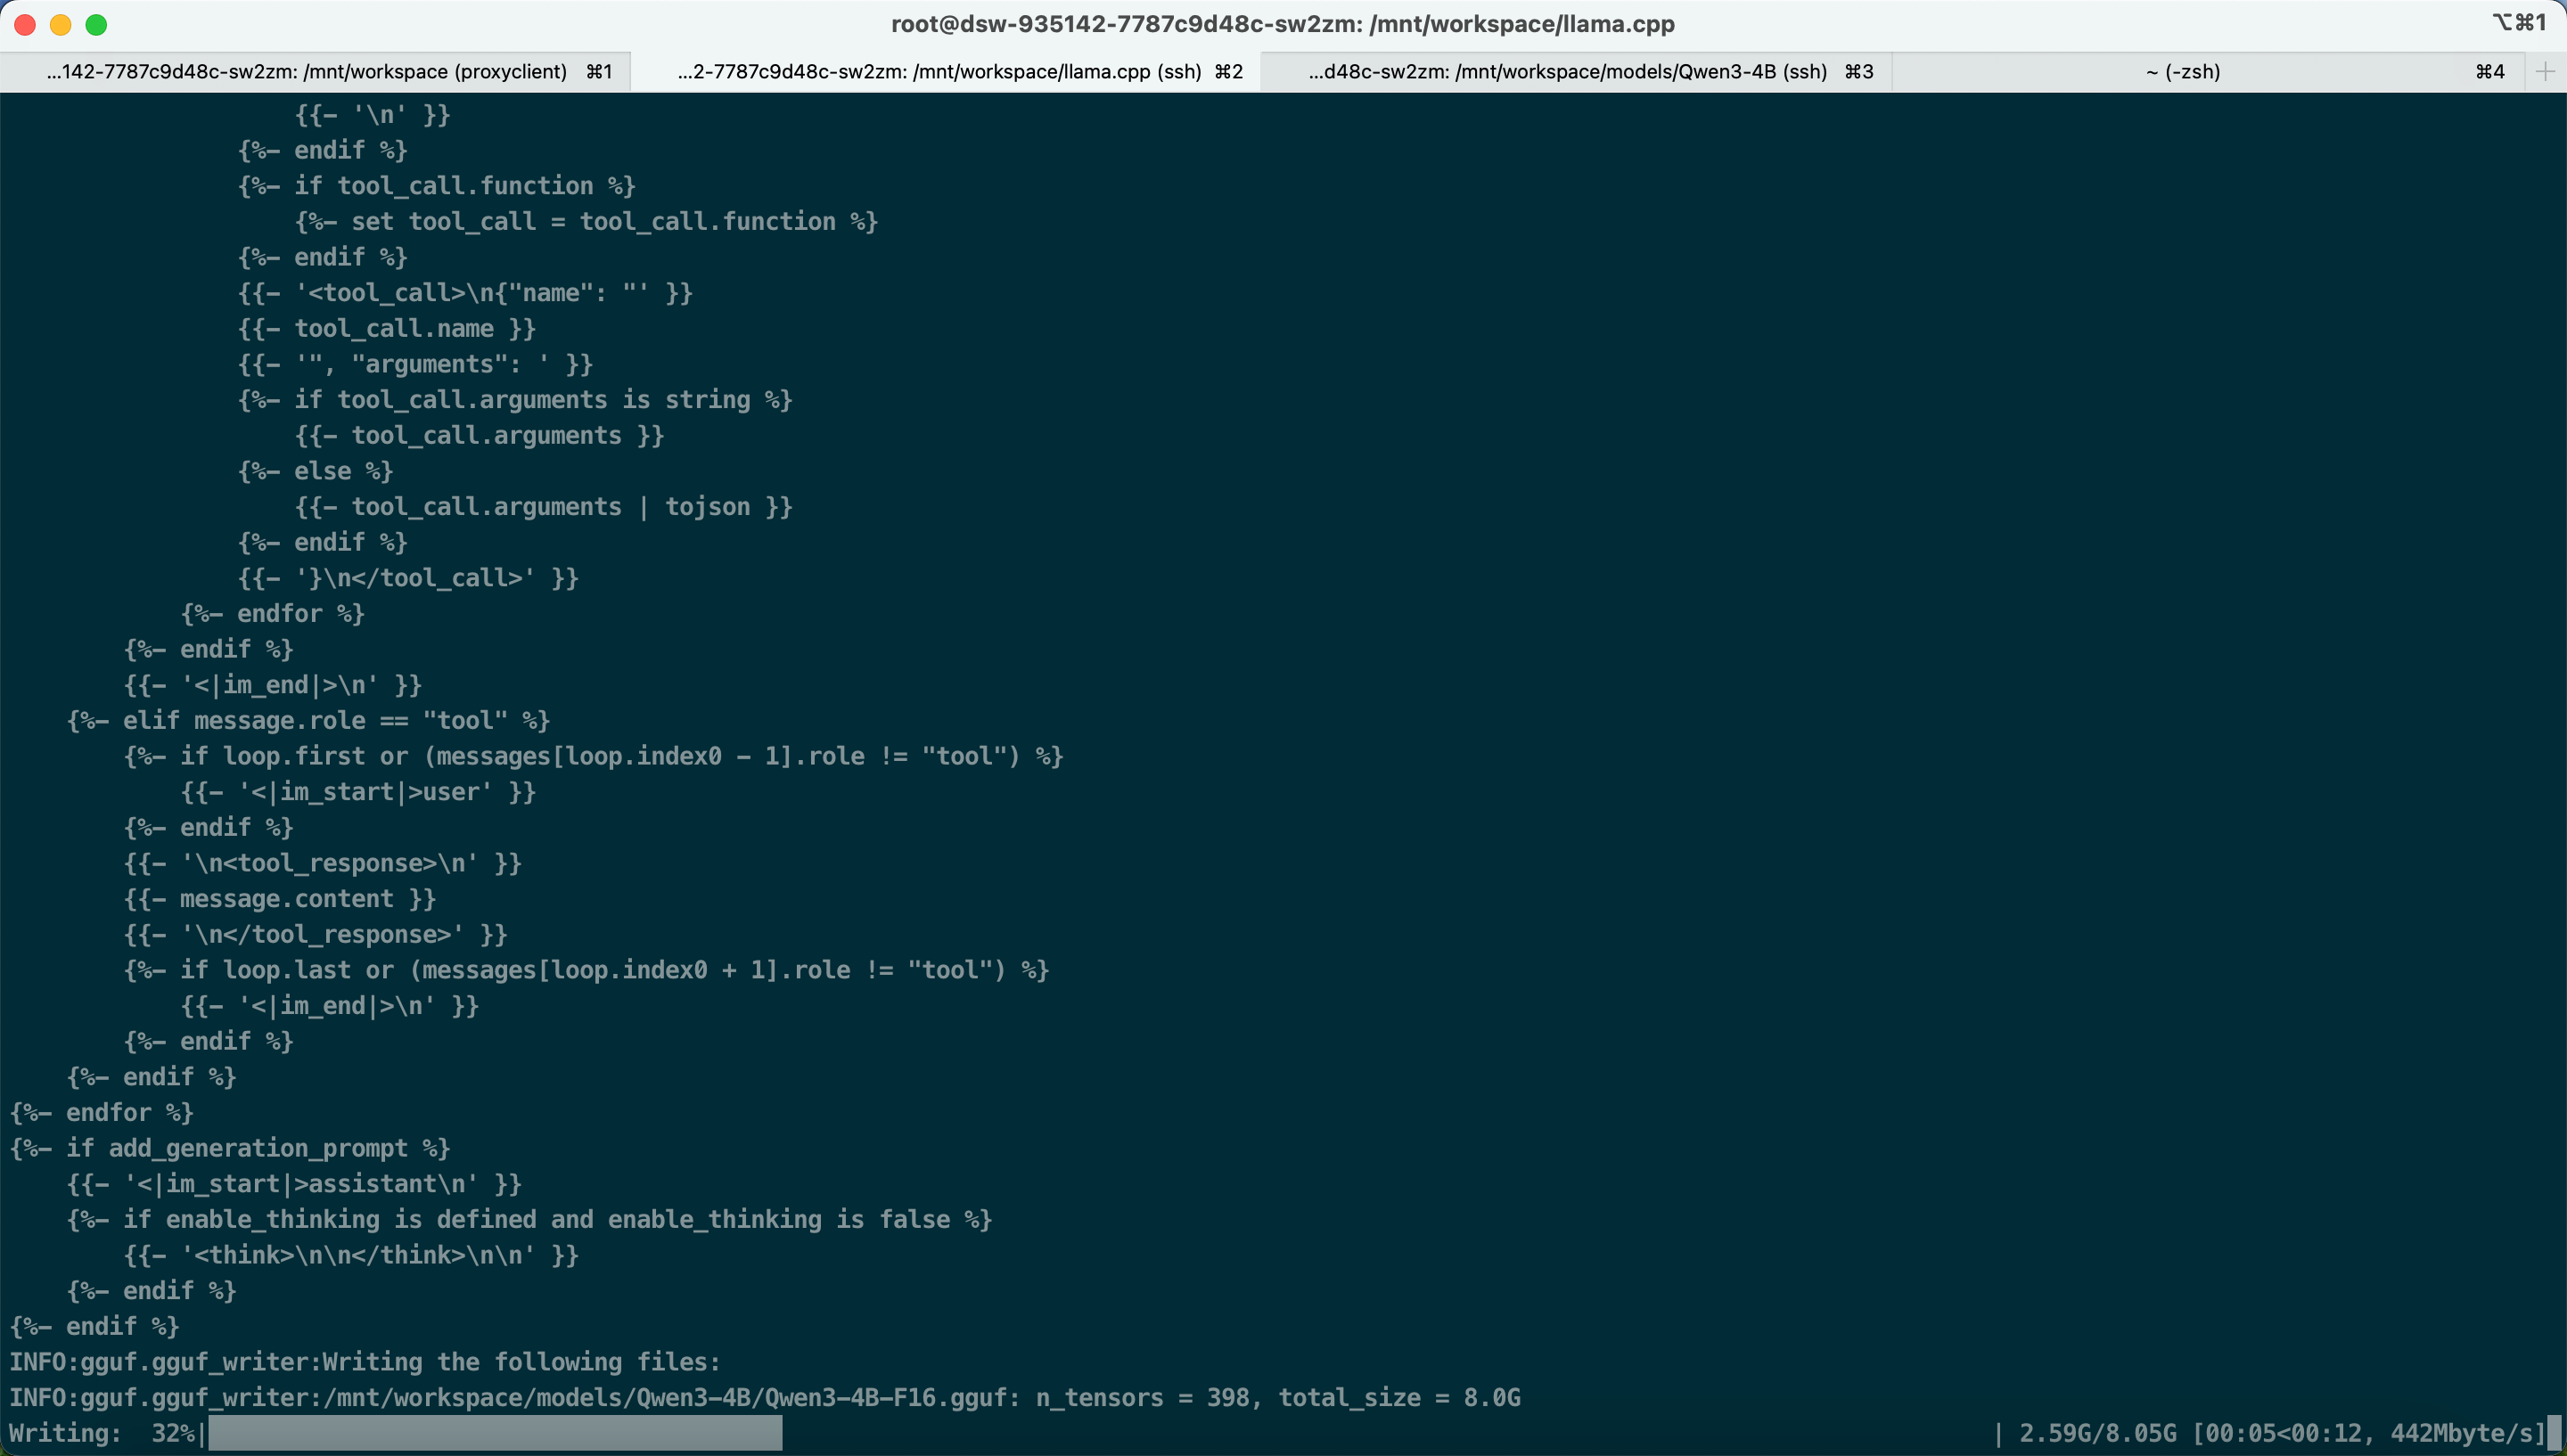 root@dsw-935142-7787c9d48c-sw2zm: /mnt/workspace/llama.cpp ⌥⌘1
...142-7787c9d48c-sw2zm: /mnt/workspace (proxyclient) ⌘1 ...2-7787c9d48c-sw2zm: /mnt/workspace/llama.cpp (ssh) ⌘2 ...d48c-sw2zm: /mnt/workspace/models/Qwen3-4B (ssh) ⌘3 ~ (-zsh) ⌘4
                    {{- '\n' }}
                {%- endif %}
                {%- if tool_call.function %}
                    {%- set tool_call = tool_call.function %}
                {%- endif %}
                {{- '<tool_call>\n{"name": "' }}
                {{- tool_call.name }}
                {{- '", "arguments": ' }}
                {%- if tool_call.arguments is string %}
                    {{- tool_call.arguments }}
                {%- else %}
                    {{- tool_call.arguments | tojson }}
                {%- endif %}
                {{- '}\n</tool_call>' }}
            {%- endfor %}
        {%- endif %}
        {{- '<|im_end|>\n' }}
    {%- elif message.role == "tool" %}
        {%- if loop.first or (messages[loop.index0 - 1].role != "tool") %}
            {{- '<|im_start|>user' }}
        {%- endif %}
        {{- '\n<tool_response>\n' }}
        {{- message.content }}
        {{- '\n</tool_response>' }}
        {%- if loop.last or (messages[loop.index0 + 1].role != "tool") %}
            {{- '<|im_end|>\n' }}
        {%- endif %}
    {%- endif %}
{%- endfor %}
{%- if add_generation_prompt %}
    {{- '<|im_start|>assistant\n' }}
    {%- if enable_thinking is defined and enable_thinking is false %}
        {{- '<think>\n\n</think>\n\n' }}
    {%- endif %}
{%- endif %}
INFO:gguf.gguf_writer:Writing the following files:
INFO:gguf.gguf_writer:/mnt/workspace/models/Qwen3-4B/Qwen3-4B-F16.gguf: n_tensors = 398, total_size = 8.0G
Writing:  32%| | 2.59G/8.05G [00:05<00:12, 442Mbyte/s]